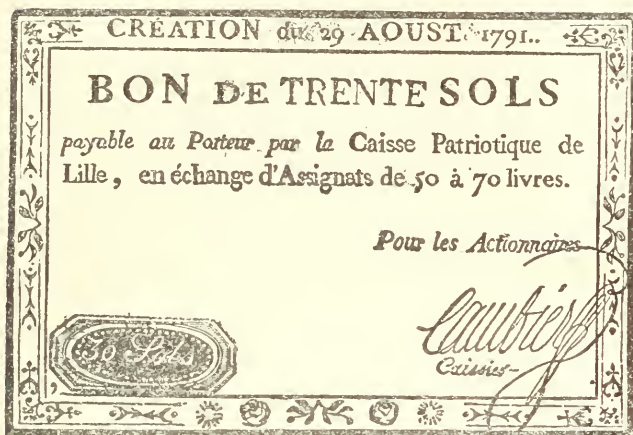 CRÉATION du 29 AOUST 1791..
BON DE TRENTE SOLS
payable au Porteur par la Caisse Patriotique de
Lille, en échange d'Assignats de 50 à 70 livres.
Pour les Actionnaires
30 Sols
Caissier